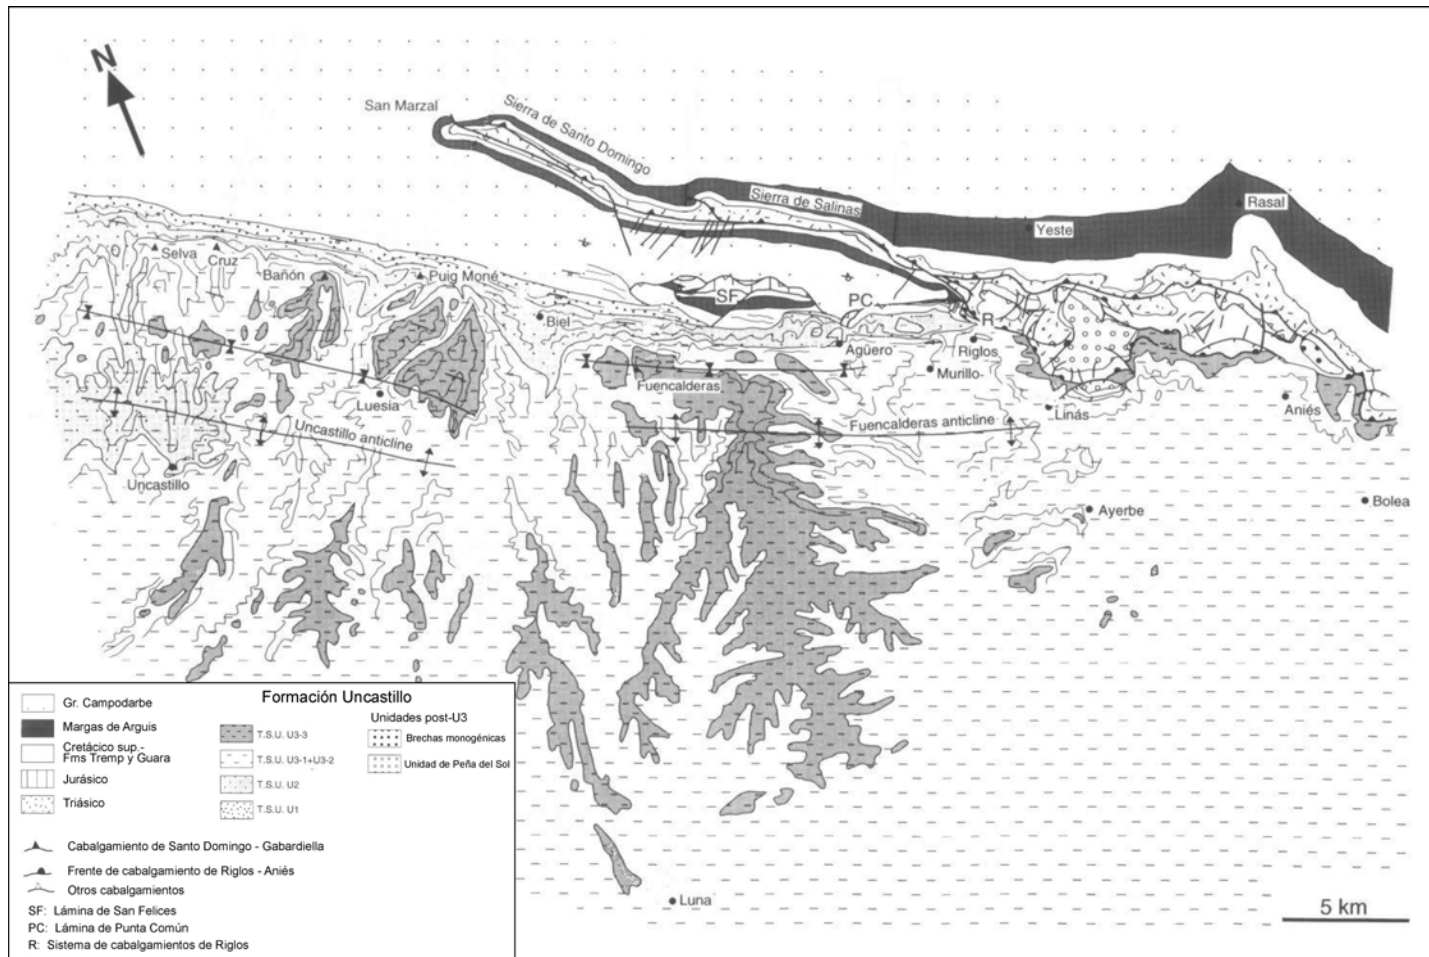 N
San Marzal
Sierra de Santo Domingo
Sierra de Salinas
Rasal
Yeste
Selva
Cruz
Bañón
Puig Moné
SF
PC
R
Biel
Agüero
Riglos
Murillo
Fuencalderas
Luesia
Linás
Aniés
Uncastillo anticline
Fuencalderas anticline
Uncastillo
Ayerbe
Bolea
Luna
5 km
Gr. Campodarbe
Margas de Arguis
Cretácico sup.-
Fms Tremp y Guara
Jurásico
Triásico
Formación Uncastillo
T.S.U. U3-3
T.S.U. U3-1+U3-2
T.S.U. U2
T.S.U. U1
Unidades post-U3
Brechas monogénicas
Unidad de Peña del Sol
Cabalgamiento de Santo Domingo - Gabardiella
Frente de cabalgamiento de Riglos - Aniés
Otros cabalgamientos
SF: Lámina de San Felices
PC: Lámina de Punta Común
R: Sistema de cabalgamientos de Riglos